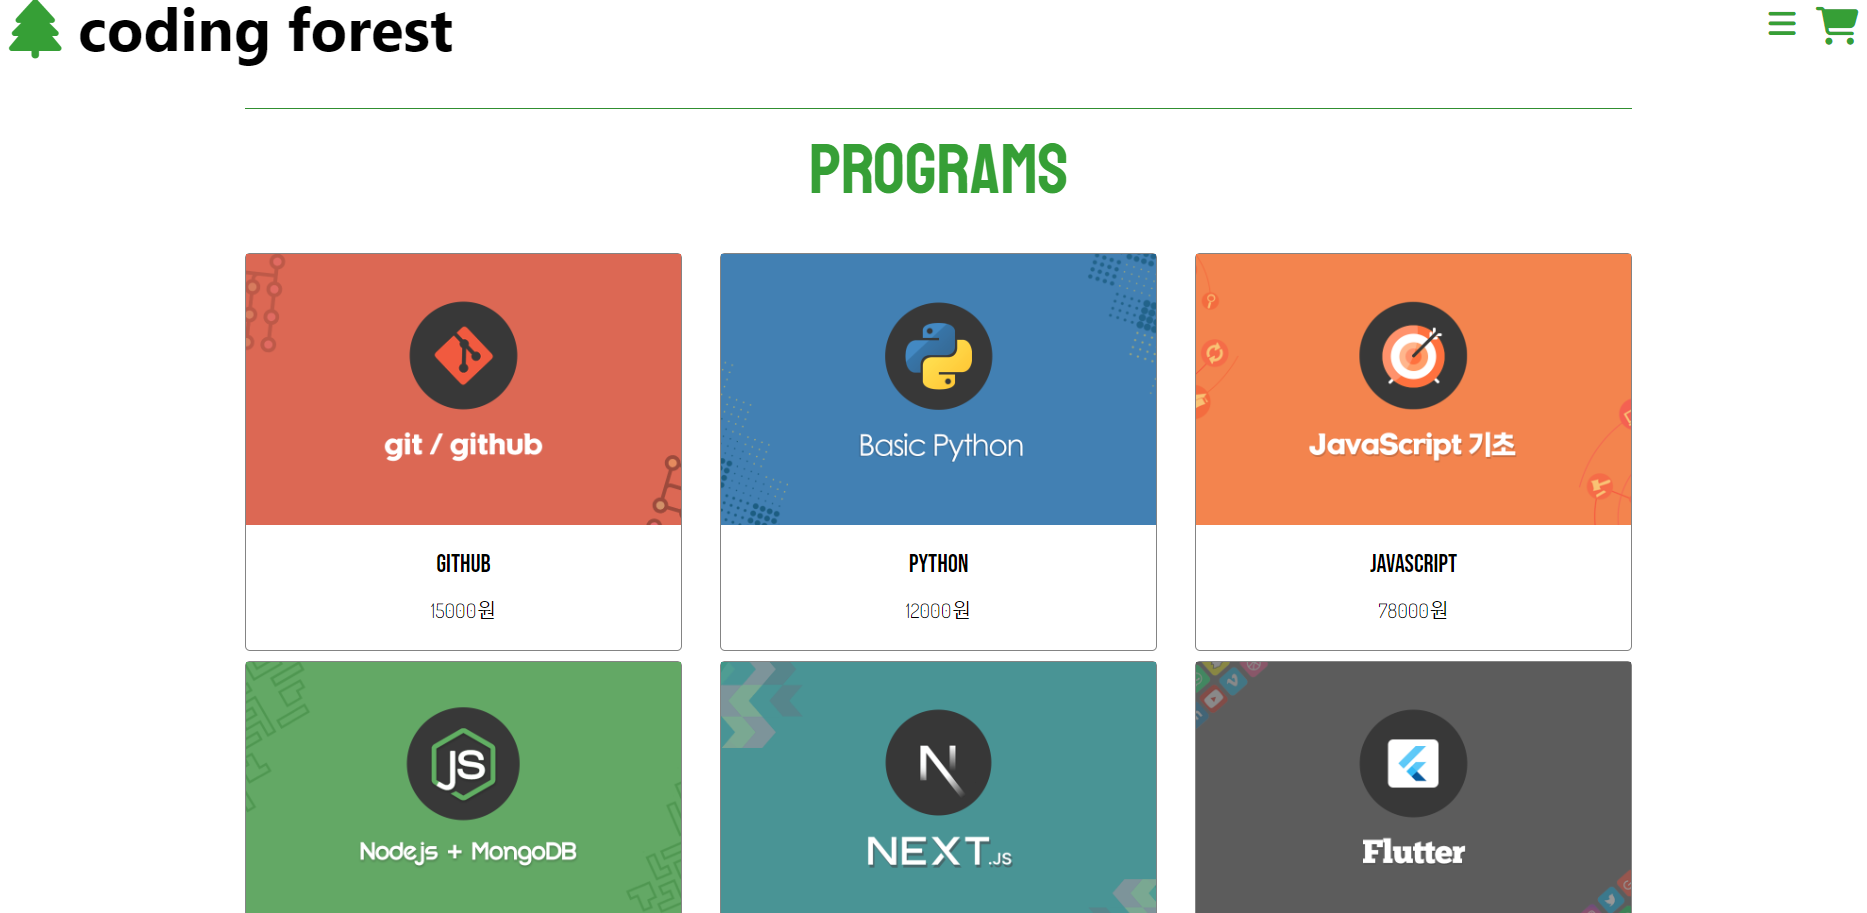 coding forest
PROGRAMS
git / github
Basic Python
JavaScript 기초
GITHUB
PYTHON
JAVASCRIPT
15000원
12000원
78000원
JS
N
Nodejs + MongoDB
NEXT.JS
Flutter